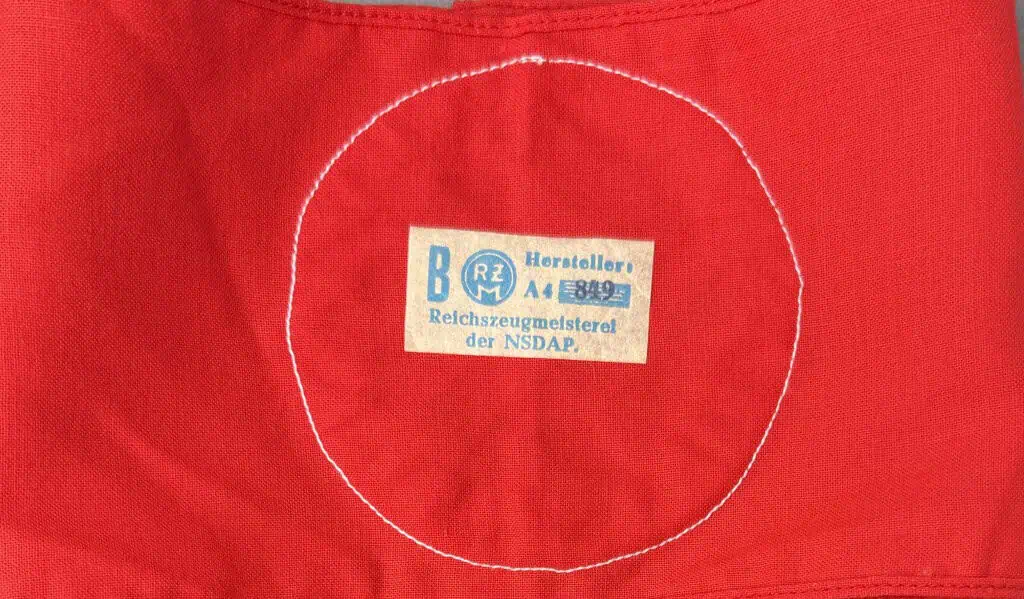 B RZM Hersteller:
A4 849
Reichszeugmeisterei
der NSDAP.